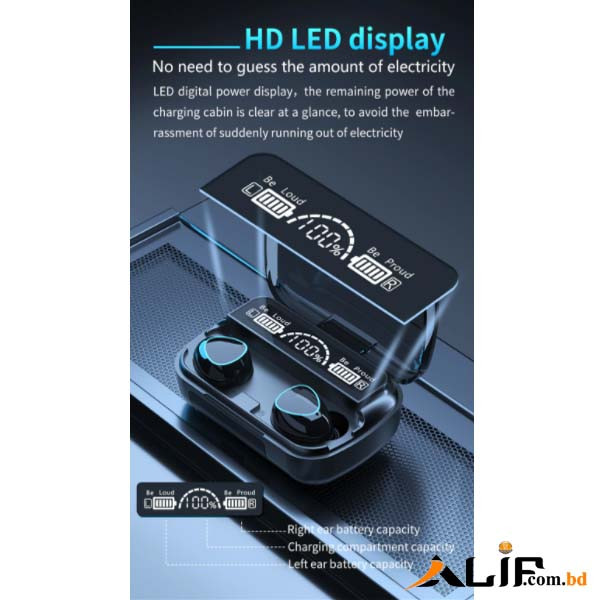 HD LED display
No need to guess the amount of electricity
LED digital power display, the remaining power of the
charging cabin is clear at a glance, to avoid the embar-
rassment of suddenly running out of electricity
Be Loud
L 100% R
Be Proud
Be Loud
L 100% R
Be Proud
Be Loud Be Proud
L 100% R
Right ear battery capacity
Charging compartment capacity
Left ear battery capacity
ALIF.com.bd